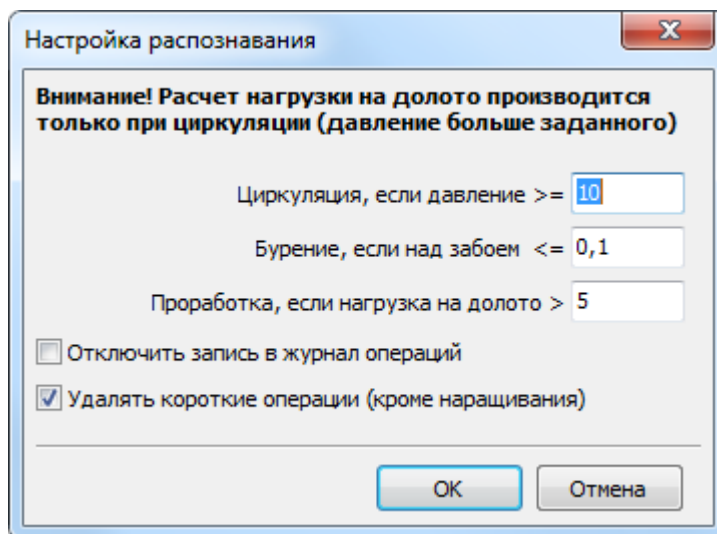 Настройка распознавания
Внимание! Расчет нагрузки на долото производится
только при циркуляции (давление больше заданного)
Циркуляция, если давление >= 10
Бурение, если над забоем <= 0,1
Проработка, если нагрузка на долото > 5
Отключить запись в журнал операций
Удалять короткие операции (кроме наращивания)
OK Отмена